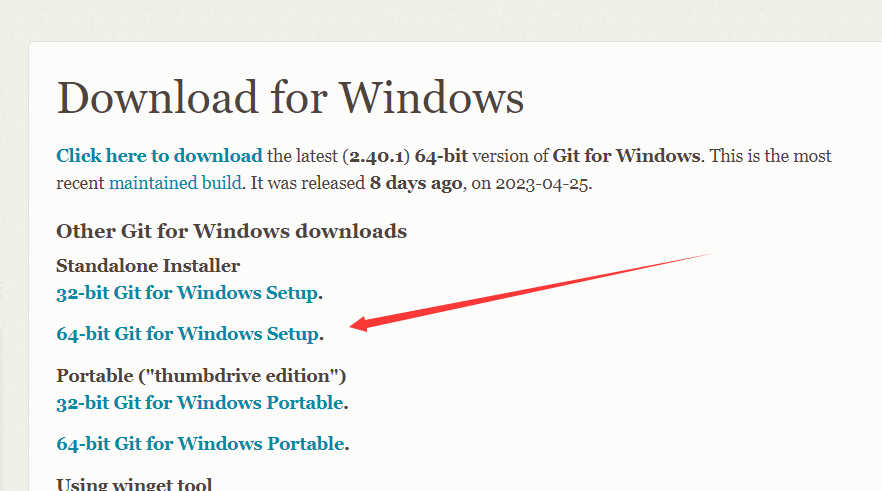 Download for Windows
Click here to download the latest (2.40.1) 64-bit version of Git for Windows. This is the most
recent maintained build. It was released 8 days ago, on 2023-04-25.
Other Git for Windows downloads
Standalone Installer
32-bit Git for Windows Setup.
64-bit Git for Windows Setup.
Portable ("thumbdrive edition")
32-bit Git for Windows Portable.
64-bit Git for Windows Portable.
Using winget tool